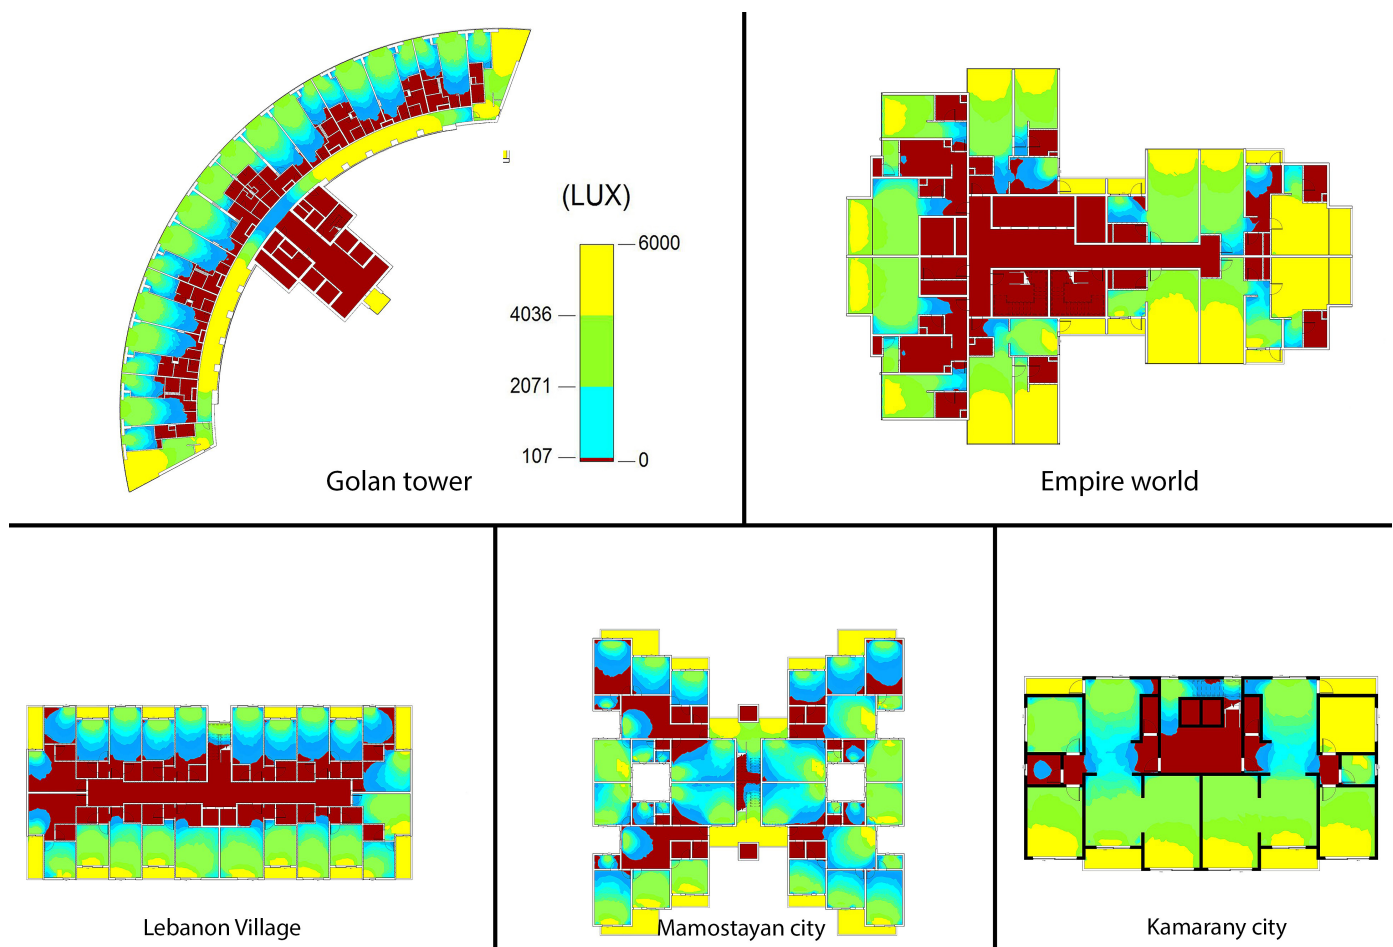 (LUX)
6000
4036
2071
107
0
Golan tower
Empire world
Lebanon Village
Mamostayan city
Kamarany city